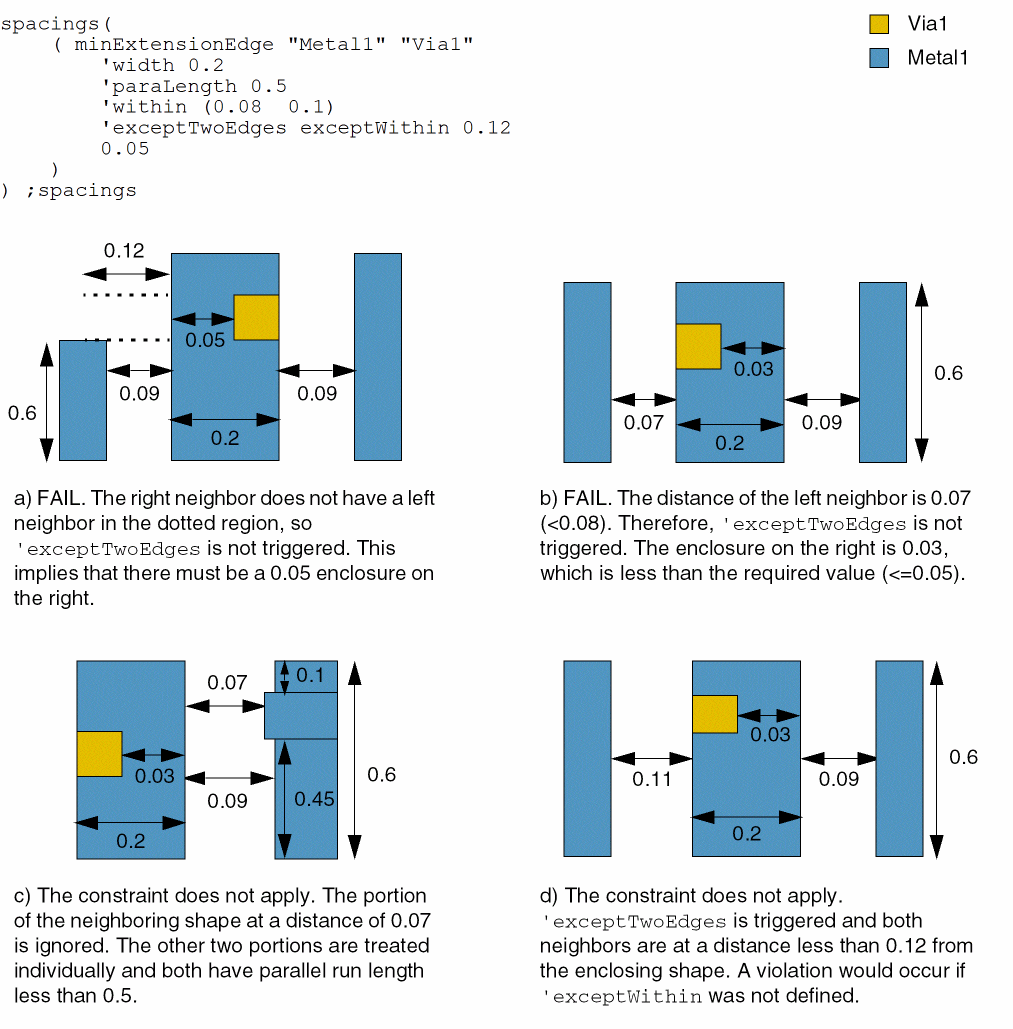 spacings(
( minExtensionEdge "Metal1" "Via1"
'width 0.2
'paraLength 0.5
'within (0.08  0.1)
'exceptTwoEdges exceptWithin 0.12
0.05
)
) ;spacings
Via1
Metal1
0.12
0.05
0.09
0.09
0.6
0.2
a) FAIL. The right neighbor does not have a left
neighbor in the dotted region, so
'exceptTwoEdges is not triggered. This
implies that there must be a 0.05 enclosure on
the right.
0.03
0.6
0.07
0.09
0.2
b) FAIL. The distance of the left neighbor is 0.07
(<0.08). Therefore, 'exceptTwoEdges is not
triggered. The enclosure on the right is 0.03,
which is less than the required value (<=0.05).
0.1
0.07
0.03
0.6
0.09
0.45
0.2
c) The constraint does not apply. The portion
of the neighboring shape at a distance of 0.07
is ignored. The other two portions are treated
individually and both have parallel run length
less than 0.5.
0.03
0.6
0.11
0.09
0.2
d) The constraint does not apply.
'exceptTwoEdges is triggered and both
neighbors are at a distance less than 0.12 from
the enclosing shape. A violation would occur if
'exceptWithin was not defined.